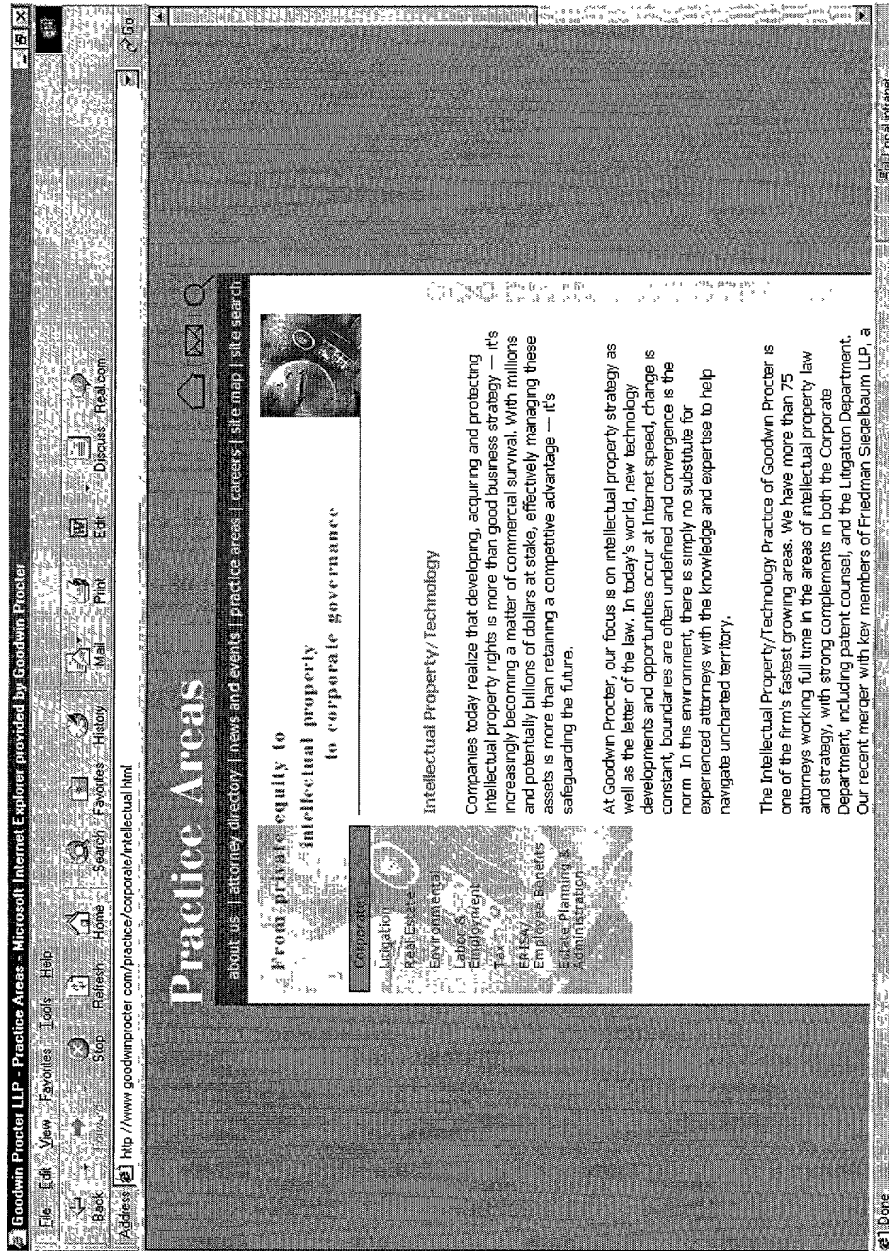 Goodwin Procter LLP - Practice Areas - Microsoft Internet Explorer provided by Goodwin Procter
File Edit View Favorites Tools Help
Back Forward Stop Refresh Home Search Favorites History Mail Print Edit Discuss Real.com
Address http://www goodwinprocter com/practice/corporate/intellectual html Go
Practice Areas
about us | attorney directory | news and events | practice areas | careers | site map | site search
From private equity to
intellectual property
to corporate governance
Corporate
Litigation
Real Estate
Environmental
Labor &
Employment
Tax
ERISA/
Employee Benefits
Estate Planning &
Administration
Intellectual Property/Technology
Companies today realize that developing, acquiring and protecting
intellectual property rights is more than good business strategy — it's
increasingly becoming a matter of commercial survival. With millions
and potentially billions of dollars at stake, effectively managing these
assets is more than retaining a competitive advantage — it's
safeguarding the future.
At Goodwin Procter, our focus is on intellectual property strategy as
well as the letter of the law. In today's world, new technology
developments and opportunities occur at Internet speed, change is
constant, boundaries are often undefined and convergence is the
norm In this environment, there is simply no substitute for
experienced attorneys with the knowledge and expertise to help
navigate uncharted territory.
The Intellectual Property/Technology Practice of Goodwin Procter is
one of the firm's fastest growing areas. We have more than 75
attorneys working full time in the areas of intellectual property law
and strategy, with strong complements in both the Corporate
Department, including patent counsel, and the Litigation Department.
Our recent merger with key members of Friedman Siegelbaum LLP, a
Done
Local intranet